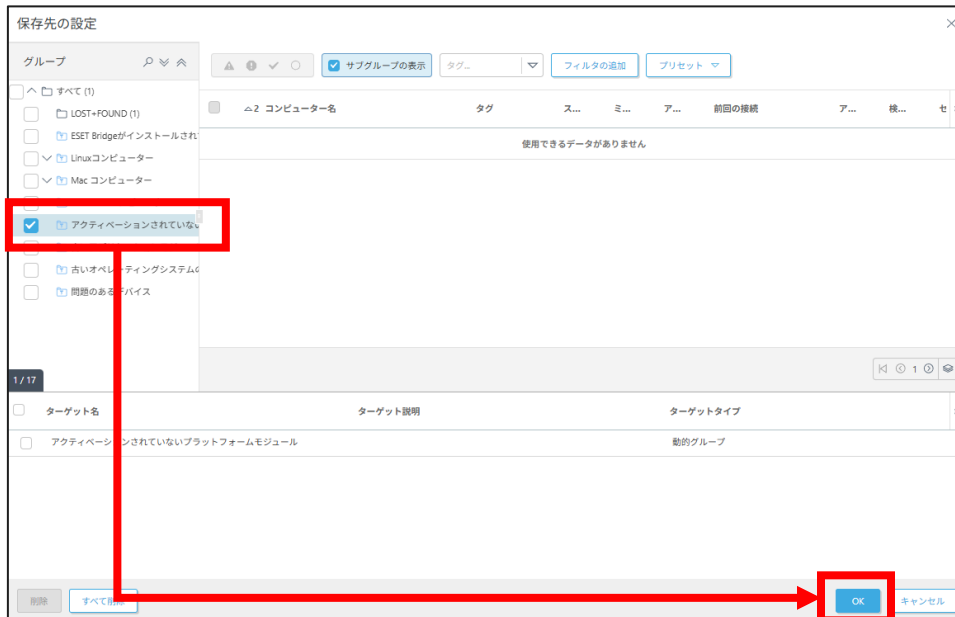 保存先の設定
グループ
サブグループの表示
タグ...
フィルタの追加
プリセット
すべて (1)
LOST+FOUND (1)
ESET Bridgeがインストールされ
Linuxコンピューター
Mac コンピューター
アクティベーションされていない
古いオペレーティングシステムの
問題のあるデバイス
2 コンピューター名 タグ ス... ミ... ア... 前回の接続 ア... 検... セ
使用できるデータがありません
1
1 / 17
ターゲット名 ターゲット説明 ターゲットタイプ
アクティベーションされていないプラットフォームモジュール 動的グループ
削除
すべて削除
OK
キャンセル